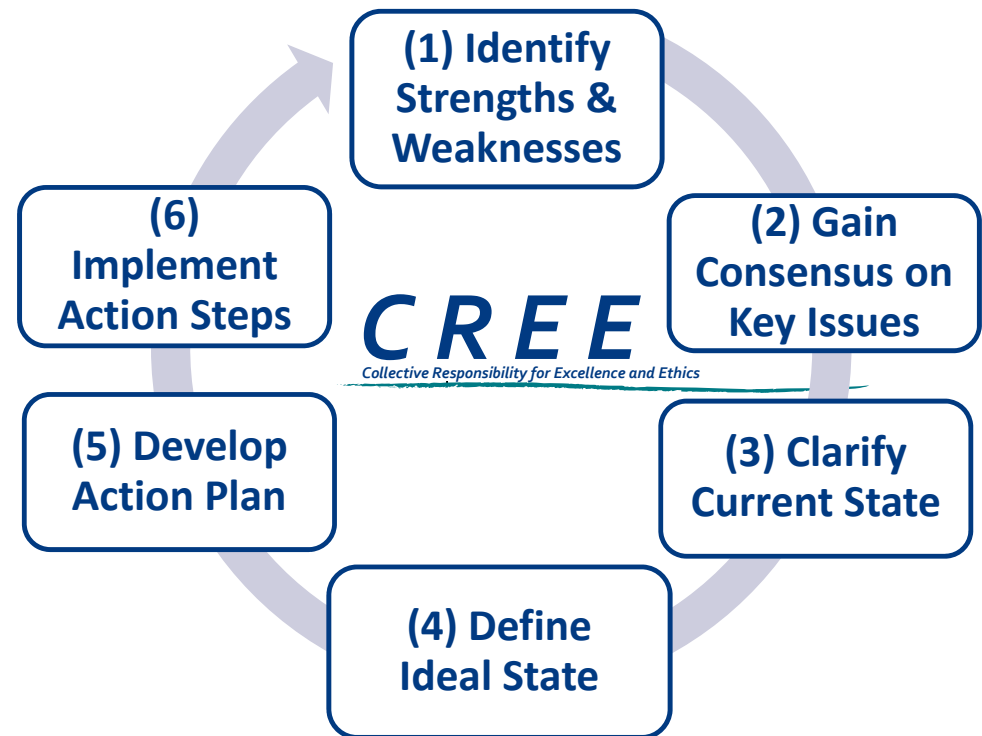 (1) Identify
Strengths &
Weaknesses
(2) Gain
Consensus on
Key Issues
(3) Clarify
Current State
(4) Define
Ideal State
(5) Develop
Action Plan
(6)
Implement
Action Steps
CREE
Collective Responsibility for Excellence and Ethics